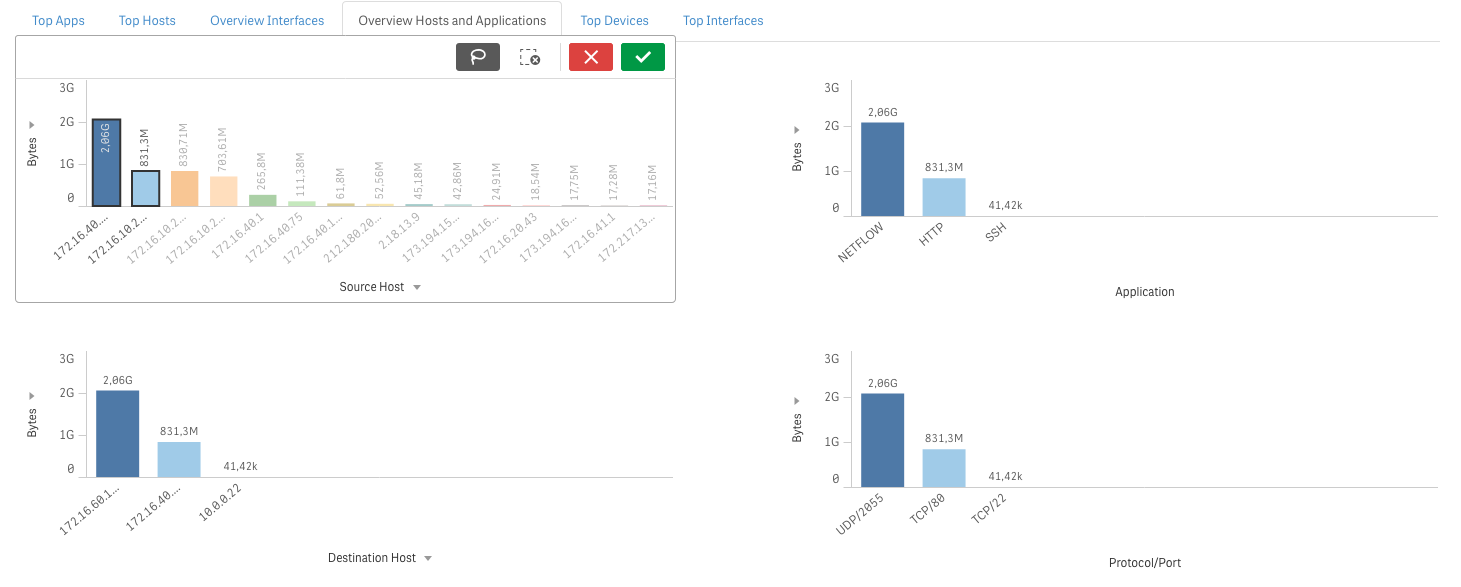 Top Apps
Top Hosts
Overview Interfaces
Overview Hosts and Applications
Top Devices
Top Interfaces
Bytes
3G
2G
1G
0
2,06G
831,3M
830,71M
703,61M
265,8M
111,38M
61,8M
52,56M
45,18M
42,86M
24,91M
18,54M
17,75M
17,28M
17,16M
172.16.40....
172.16.10.2...
172.16.10.2...
172.16.10.2...
172.16.40.1
172.16.40.75
172.16.40.1...
212.180.20...
2.18.13.9
173.194.15...
173.194.16...
172.16.20.43
173.194.16...
172.16.41.1
172.217.13...
Source Host
Bytes
3G
2G
1G
0
2,06G
831,3M
41,42k
NETFLOW
HTTP
SSH
Application
Bytes
3G
2G
1G
0
2,06G
831,3M
41,42k
172.16.60.1...
172.16.40....
10.0.0.22
Destination Host
Bytes
3G
2G
1G
0
2,06G
831,3M
41,42k
UDP/2055
TCP/80
TCP/22
Protocol/Port